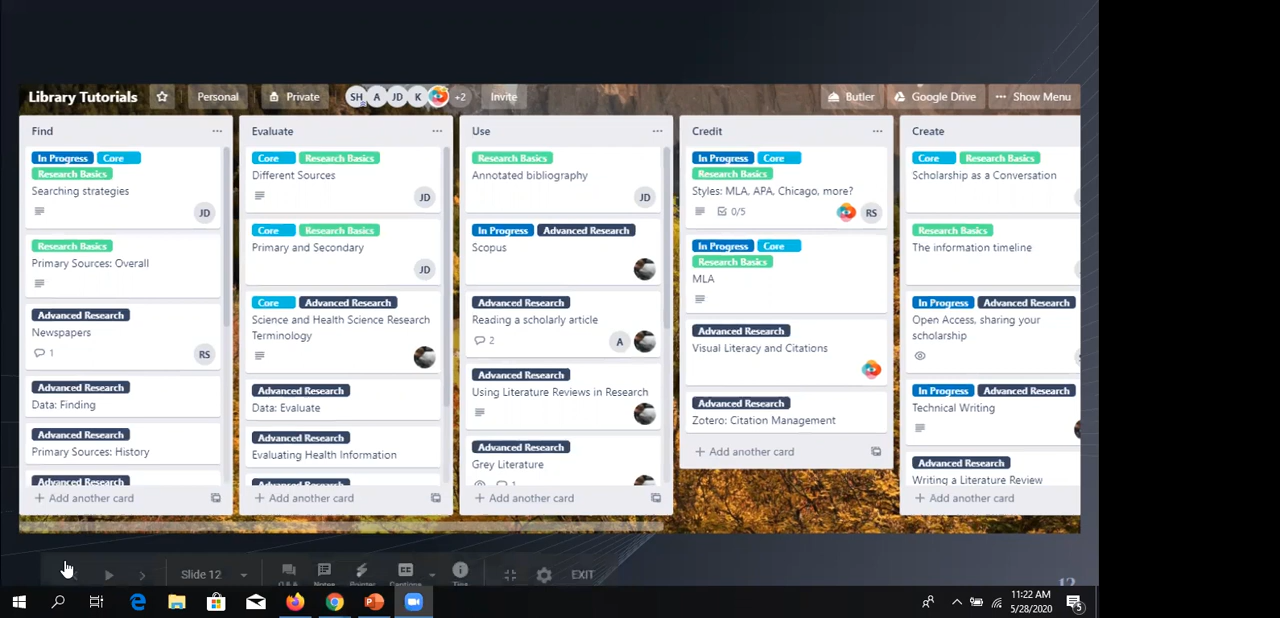 Library Tutorials
Personal
Private
SH A JD K +2
Invite
Butler
Google Drive
Show Menu
Find
In Progress Core
Research Basics
Searching strategies
JD
Research Basics
Primary Sources: Overall
Advanced Research
Newspapers
1
RS
Advanced Research
Data: Finding
Advanced Research
Primary Sources: History
Advanced Research
+ Add another card
Evaluate
Core Research Basics
Different Sources
JD
Core Research Basics
Primary and Secondary
JD
Core Advanced Research
Science and Health Science Research
Terminology
Advanced Research
Data: Evaluate
Advanced Research
Evaluating Health Information
+ Add another card
Use
Research Basics
Annotated bibliography
JD
In Progress Advanced Research
Scopus
Advanced Research
Reading a scholarly article
2
A
Advanced Research
Using Literature Reviews in Research
Advanced Research
Grey Literature
1
+ Add another card
Credit
In Progress Core
Research Basics
Styles: MLA, APA, Chicago, more?
0/5
RS
In Progress Core
Research Basics
MLA
Advanced Research
Visual Literacy and Citations
Advanced Research
Zotero: Citation Management
+ Add another card
Create
Core Research Basics
Scholarship as a Conversation
Research Basics
The information timeline
In Progress Advanced Research
Open Access, sharing your
scholarship
In Progress Advanced Research
Technical Writing
Advanced Research
Writing a Literature Review
+ Add another card
Slide 12
Q&A
Notes
Pointer
Captions
Tips
EXIT
12
11:22 AM
5/28/2020
5